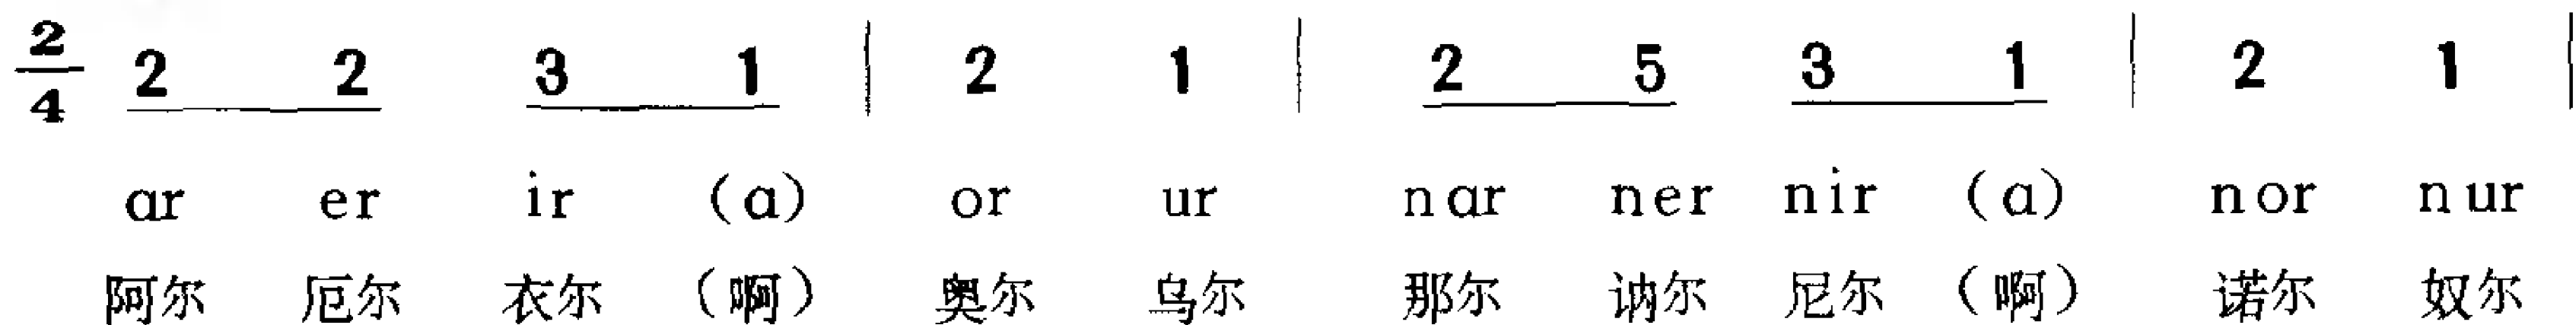 2/4 2 2 3 1 | 2 1 | 2 5 3 1 | 2 1 |
ar er ir (a) or ur nar ner nir (a) nor nur
阿尔 厄尔 衣尔 (啊) 奥尔 乌尔 那尔 讷尔 尼尔 (啊) 诺尔 奴尔